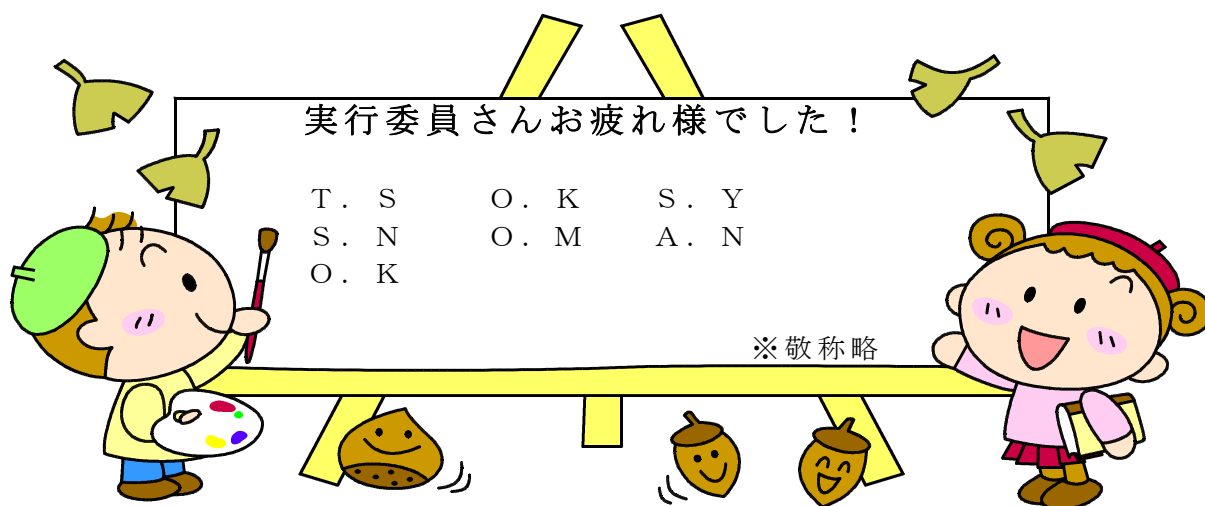 実行委員さんお疲れ様でした！
Ｔ．Ｓ　Ｏ．Ｋ　Ｓ．Ｙ
Ｓ．Ｎ　Ｏ．Ｍ　Ａ．Ｎ
Ｏ．Ｋ
※敬称略